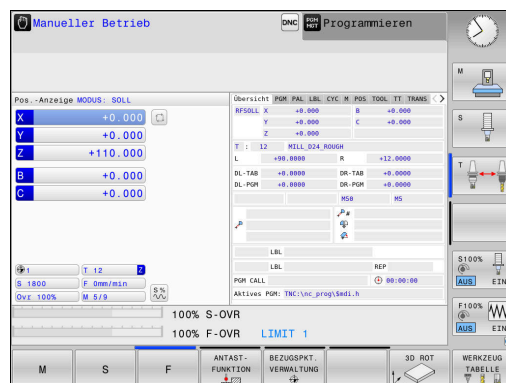 Manueller Betrieb
DNC
PGM
MGT
Programmieren
Pos.-Anzeige MODUS: SOLL
X +0.000
Y +0.000
Z +110.000
B +0.000
C +0.000
1 T 12 Z
S 1800 F 0mm/min
Ovr 100% M 5/9
S %
Übersicht PGM PAL LBL CYC M POS TOOL TT TRANS
RFSOLL X +0.000 B +0.000
Y +0.000 C +0.000
Z +0.000
T : 12 MILL_D24_ROUGH
L +90.0000 R +12.0000
DL-TAB +0.0000 DR-TAB +0.0000
DL-PGM +0.0000 DR-PGM +0.0000
M50 M5
P#
P
LBL
LBL REP
PGM CALL 00:00:00
Aktives PGM: TNC:\nc_prog\$mdi.h
100% S-OVR
100% F-OVR LIMIT 1
M
S
F
ANTAST-
FUNKTION
BEZUGSPKT.
VERWALTUNG
3D ROT
WERKZEUG
TABELLE
M
S
T
S100%
AUS EIN
F100%
AUS EIN